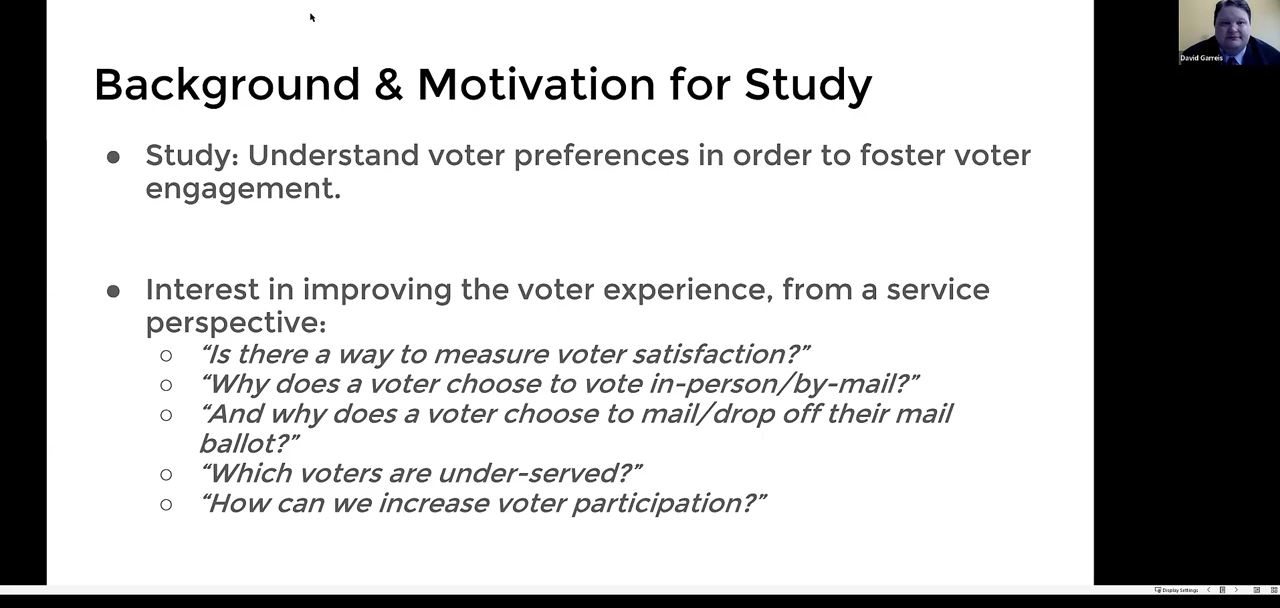 Background & Motivation for Study
● Study: Understand voter preferences in order to foster voter
engagement.
● Interest in improving the voter experience, from a service
perspective:
○ “Is there a way to measure voter satisfaction?”
○ “Why does a voter choose to vote in-person/by-mail?”
○ “And why does a voter choose to mail/drop off their mail
ballot?”
○ “Which voters are under-served?”
○ “How can we increase voter participation?”
David Garreis
Display Settings